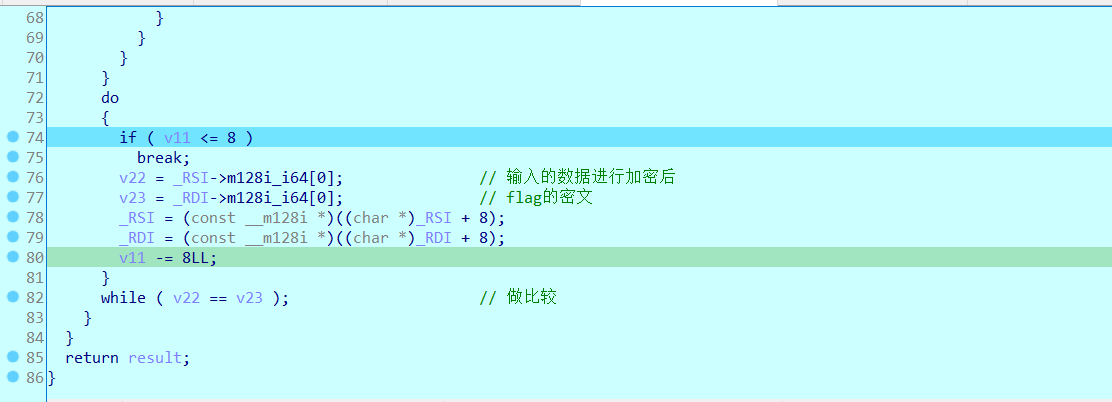 68 }
69 }
70 }
71 }
72 do
73 {
74 if ( v11 <= 8 )
75 break;
76 v22 = _RSI->m128i_i64[0]; // 输入的数据进行加密后
77 v23 = _RDI->m128i_i64[0]; // flag的密文
78 _RSI = (const __m128i *)((char *)_RSI + 8);
79 _RDI = (const __m128i *)((char *)_RDI + 8);
80 v11 -= 8LL;
81 }
82 while ( v22 == v23 ); // 做比较
83 }
84 }
85 return result;
86 }